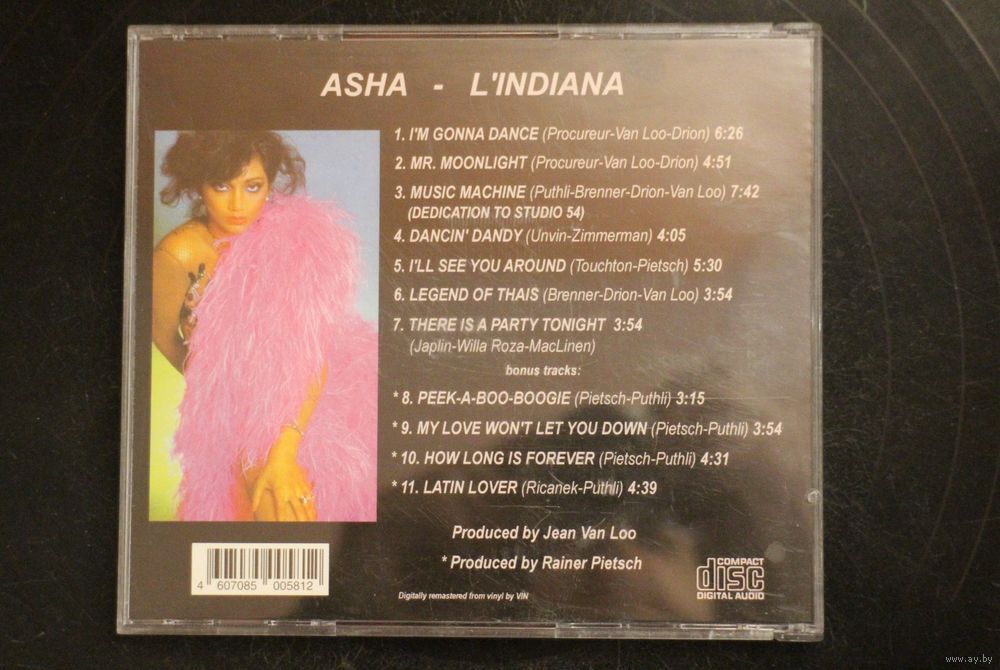 ASHA - L'INDIANA
1. I'M GONNA DANCE (Procureur-Van Loo-Drion) 6:26
2. MR. MOONLIGHT (Procureur-Van Loo-Drion) 4:51
3. MUSIC MACHINE (Puthli-Brenner-Drion-Van Loo) 7:42
(DEDICATION TO STUDIO 54)
4. DANCIN' DANDY (Unvin-Zimmerman) 4:05
5. I'LL SEE YOU AROUND (Touchton-Pietsch) 5:30
6. LEGEND OF THAIS (Brenner-Drion-Van Loo) 3:54
7. THERE IS A PARTY TONIGHT 3:54
(Japlin-Willa Roza-MacLinen)
bonus tracks:
* 8. PEEK-A-BOO-BOOGIE (Pietsch-Puthli) 3:15
* 9. MY LOVE WON'T LET YOU DOWN (Pietsch-Puthli) 3:54
* 10. HOW LONG IS FOREVER (Pietsch-Puthli) 4:31
* 11. LATIN LOVER (Ricanek-Puthli) 4:39
Produced by Jean Van Loo
* Produced by Rainer Pietsch
4 607085 005812
Digitally remastered from vinyl by VIN
COMPACT
disc
DIGITAL AUDIO
www.ay.by